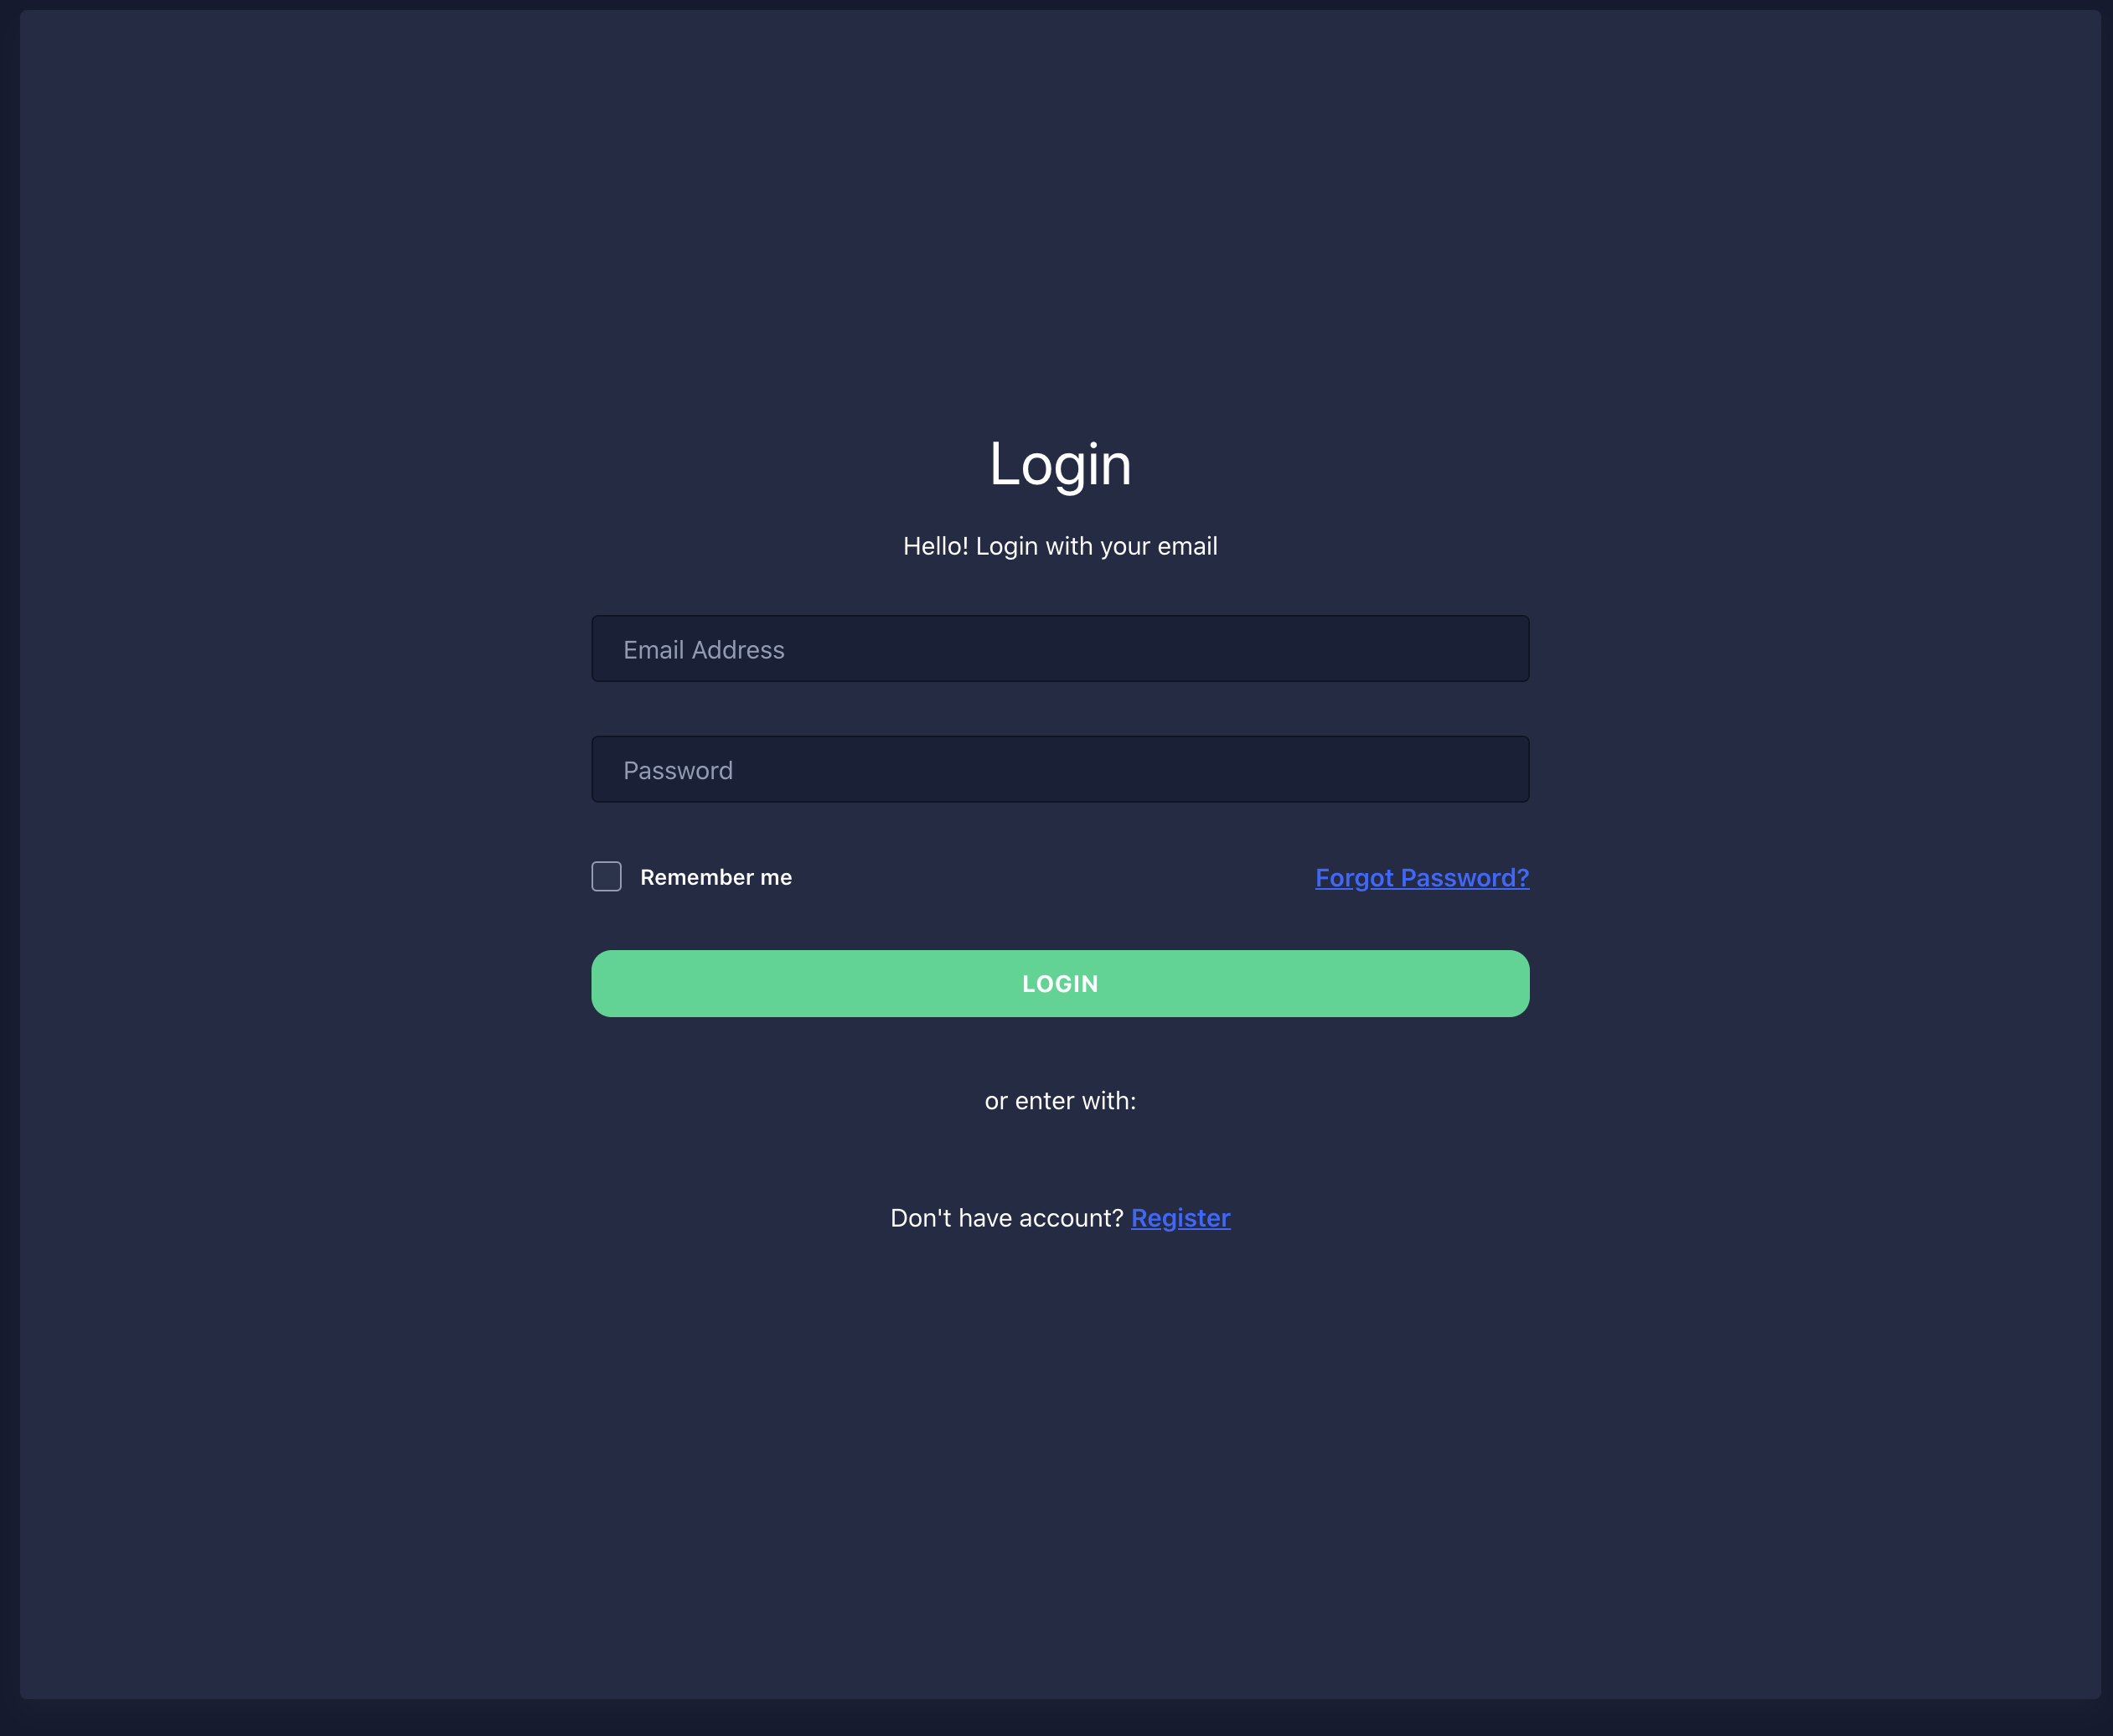 Login
Hello! Login with your email
Email Address
Password
Remember me
Forgot Password?
LOGIN
or enter with:
Don't have account? Register